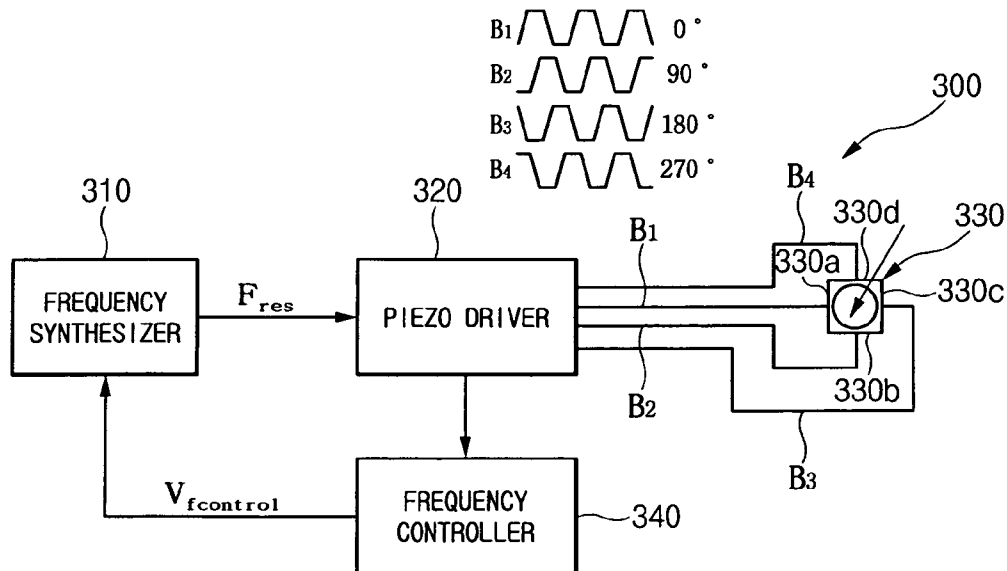 B1 0°
B2 90°
B3 180°
B4 270°
300
310
320
B4
330d
330
B1
330a
330c
FREQUENCY
SYNTHESIZER
Fres
PIEZO DRIVER
330b
B2
B3
Vfcontrol
FREQUENCY
CONTROLLER
340